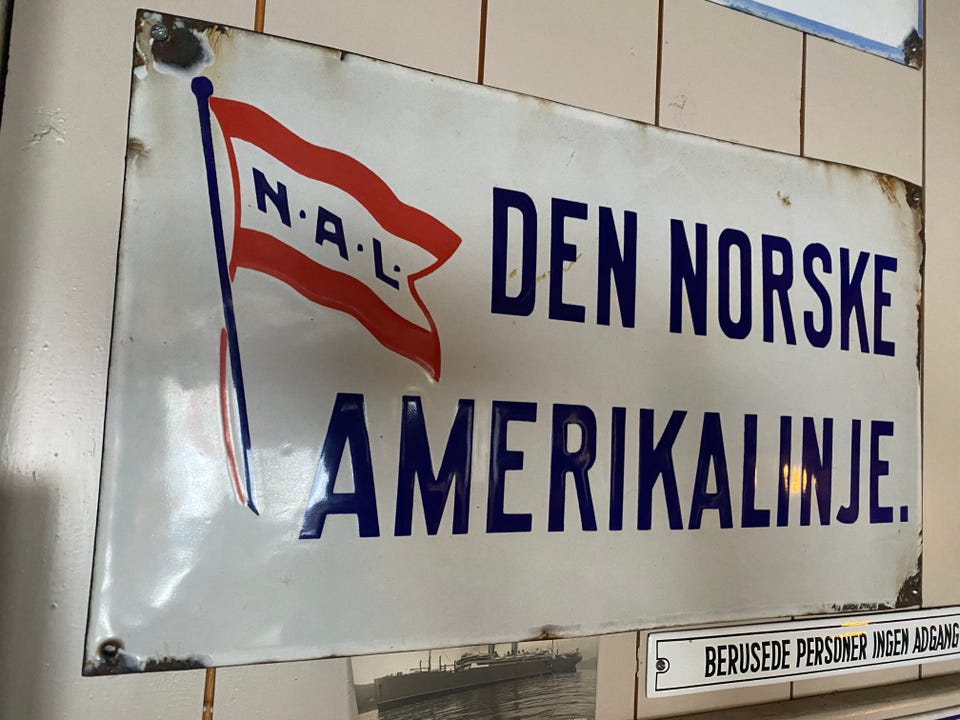 N·A·L·
DEN NORSKE
AMERIKALINJE.
BERUSEDE PERSONER INGEN ADGANG